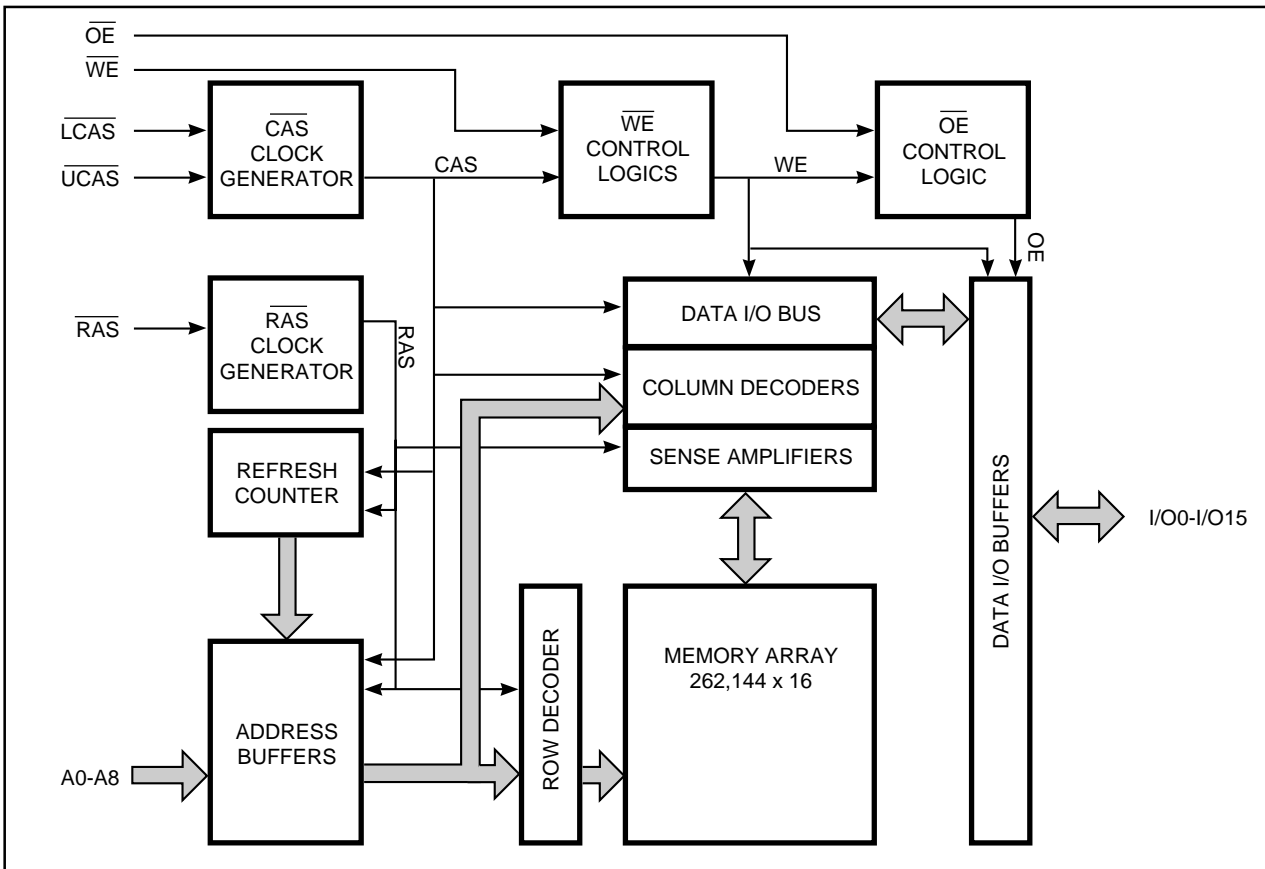 OE
WE
LCAS
UCAS
CAS
CLOCK
GENERATOR
CAS
WE
CONTROL
LOGICS
WE
OE
CONTROL
LOGIC
OE
RAS
RAS
CLOCK
GENERATOR
RAS
DATA I/O BUS
COLUMN DECODERS
SENSE AMPLIFIERS
REFRESH
COUNTER
DATA I/O BUFFERS
I/O0-I/O15
ROW DECODER
MEMORY ARRAY
262,144 x 16
ADDRESS
BUFFERS
A0-A8